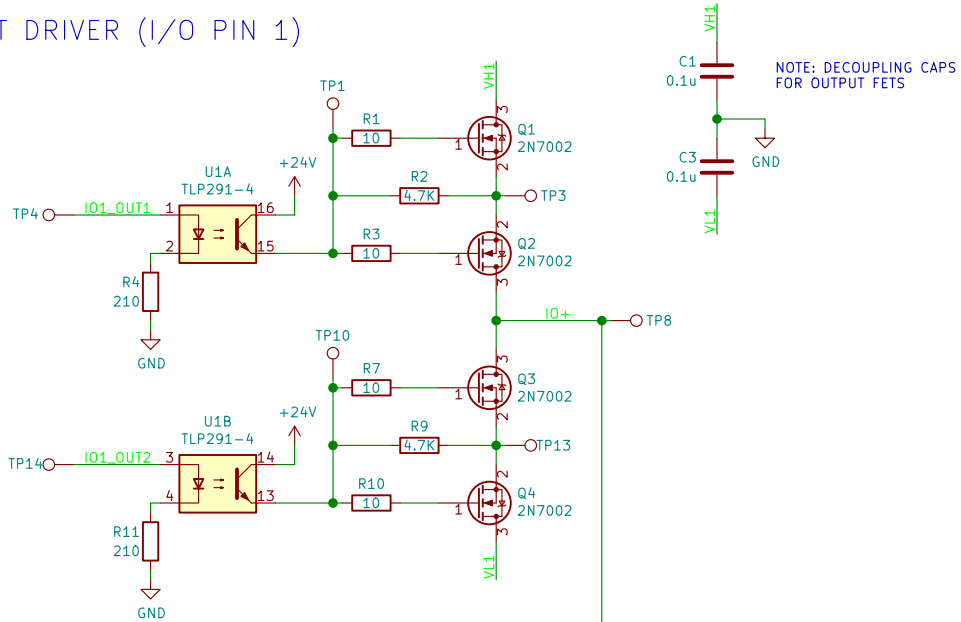 T DRIVER (I/O PIN 1)
VH1
C1
0.1u
NOTE: DECOUPLING CAPS
FOR OUTPUT FETS
GND
C3
0.1u
VL1
TP1
VH1
R1
10
1
3
2
Q1
2N7002
+24V
U1A
TLP291-4
R2
4.7K
TP3
TP4
IO1_OUT1
1
16
2
15
R3
10
1
2
3
Q2
2N7002
R4
210
GND
IO+
TP8
TP10
R7
10
1
3
2
Q3
2N7002
+24V
U1B
TLP291-4
R9
4.7K
TP13
TP14
IO1_OUT2
3
14
4
13
R10
10
1
2
3
Q4
2N7002
R11
210
GND
VL1